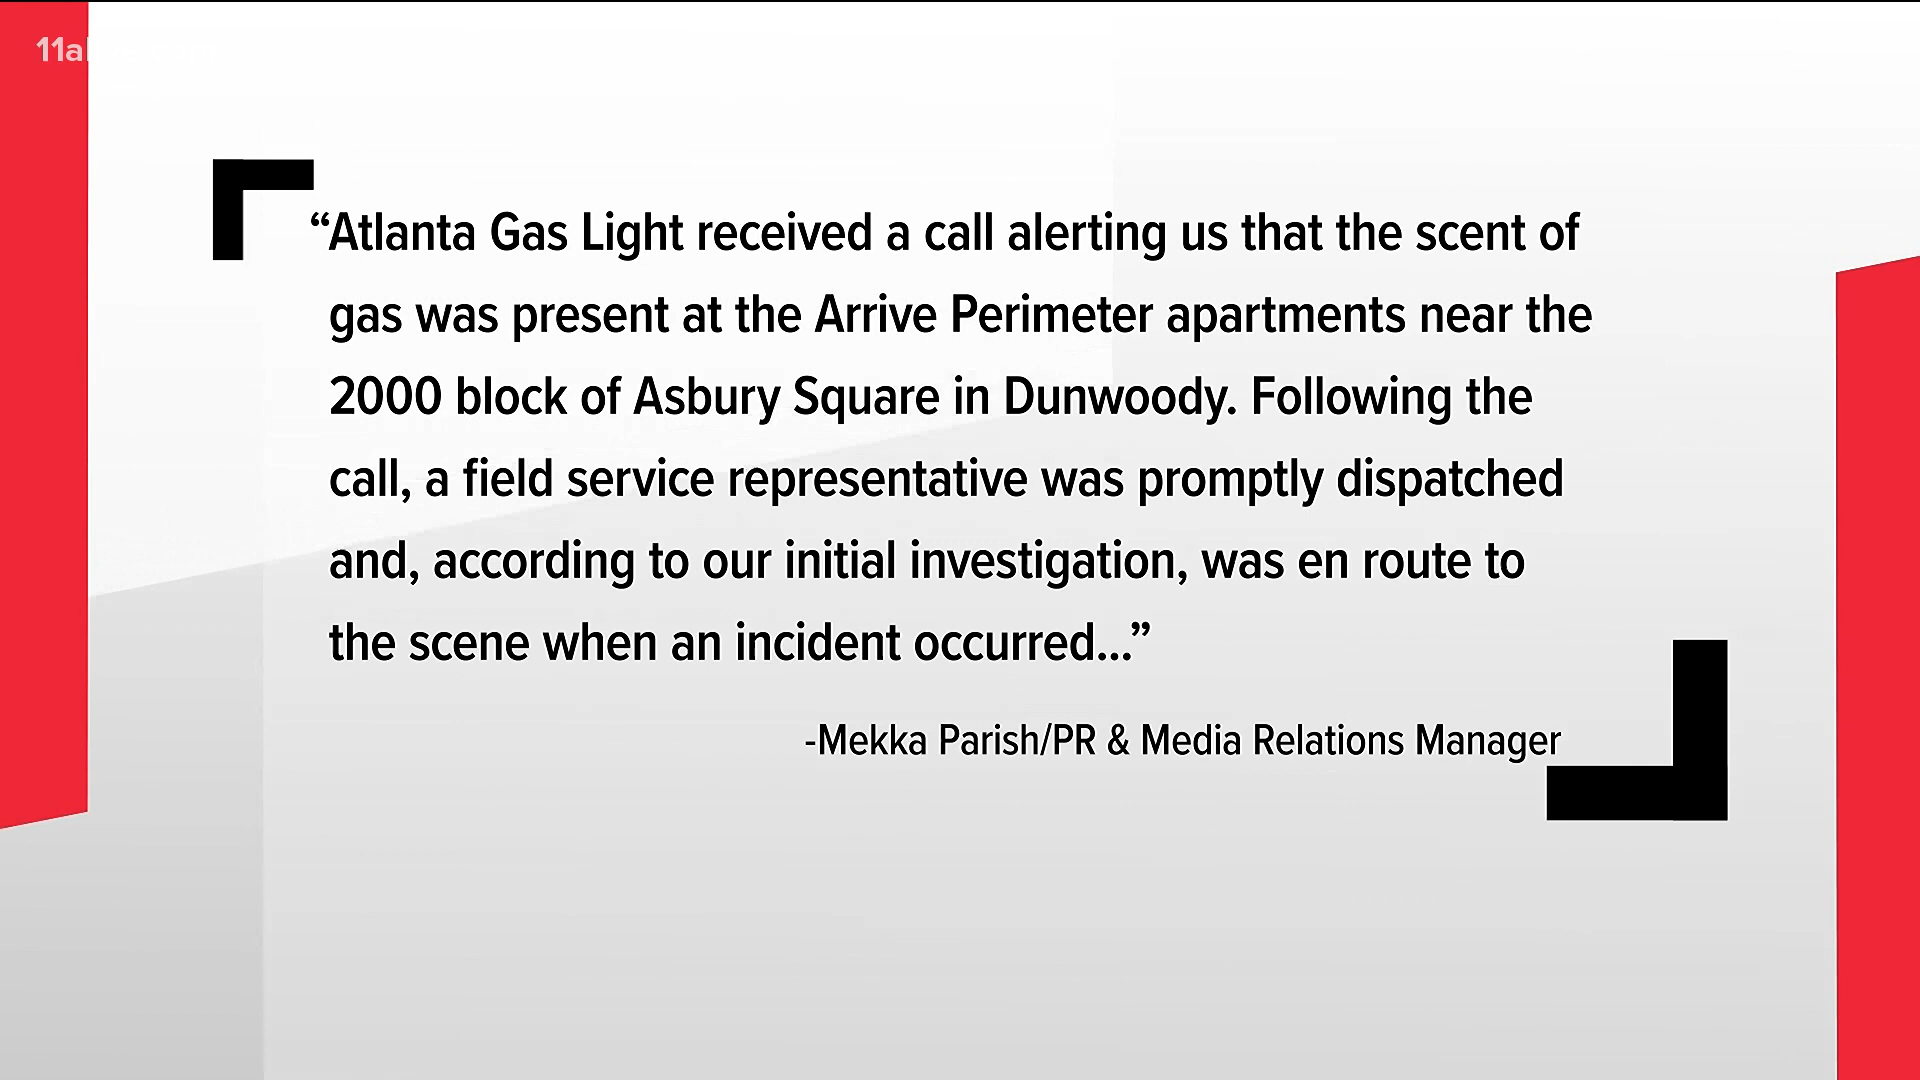 “Atlanta Gas Light received a call alerting us that the scent of
gas was present at the Arrive Perimeter apartments near the
2000 block of Asbury Square in Dunwoody. Following the
call, a field service representative was promptly dispatched
and, according to our initial investigation, was en route to
the scene when an incident occurred...”
-Mekka Parish/PR & Media Relations Manager